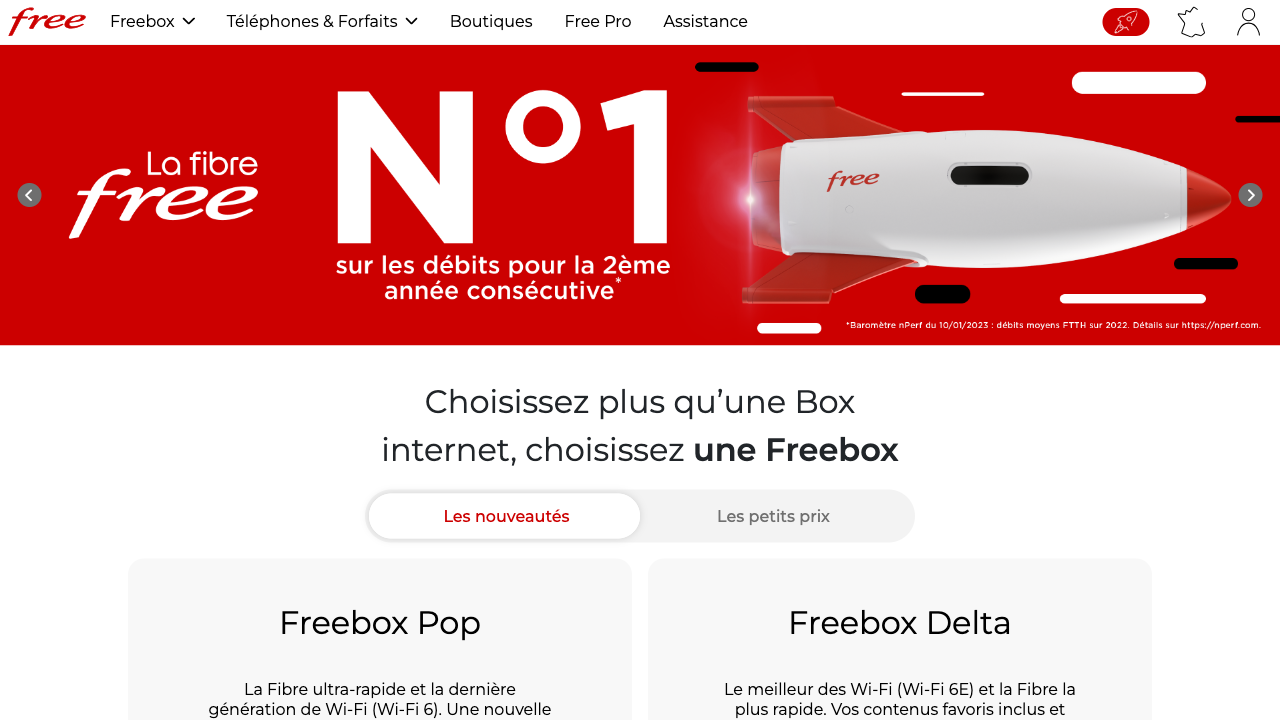 free
Freebox
Téléphones & Forfaits
Boutiques
Free Pro
Assistance
La fibre
free
N°1
sur les débits pour la 2ème
année consécutive*
free
*Baromètre nPerf du 10/01/2023 : débits moyens FTTH sur 2022. Détails sur https://nperf.com.
Choisissez plus qu’une Box
internet, choisissez une Freebox
Les nouveautés
Les petits prix
Freebox Pop
La Fibre ultra-rapide et la dernière
génération de Wi-Fi (Wi-Fi 6). Une nouvelle
Freebox Delta
Le meilleur des Wi-Fi (Wi-Fi 6E) et la Fibre la
plus rapide. Vos contenus favoris inclus et